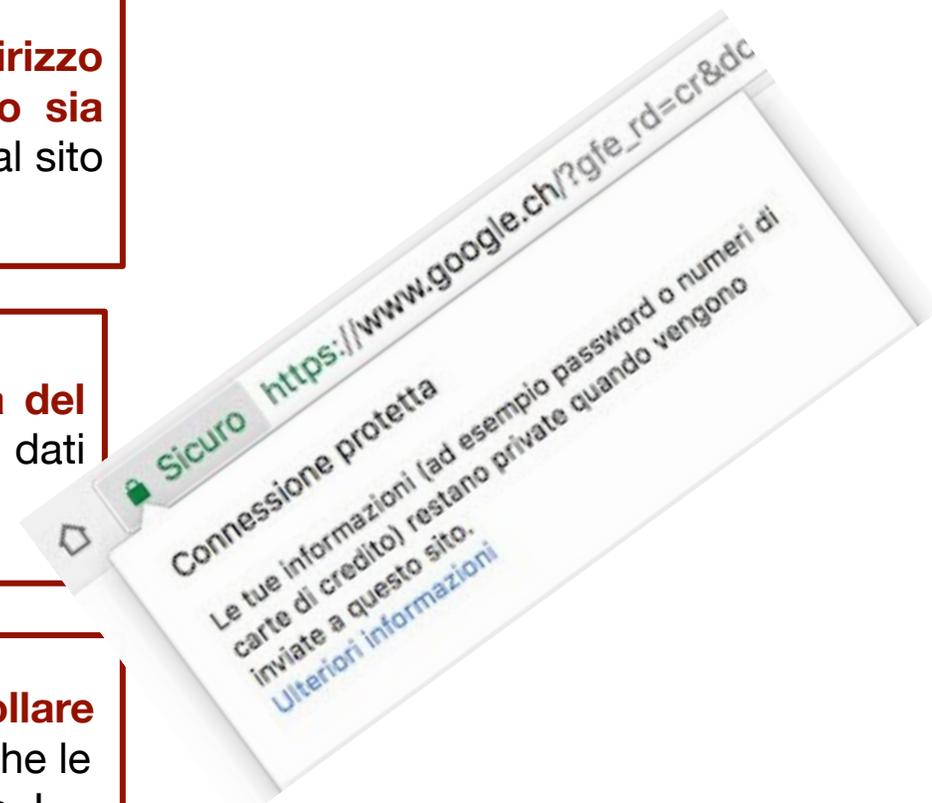 irizzo
o sia
al sito
a del
dati
ollare
he le
Sicuro https://www.google.ch/?gfe_rd=cr&dc
Connessione protetta
Le tue informazioni (ad esempio password o numeri di
carte di credito) restano private quando vengono
inviate a questo sito.
Ulteriori informazioni